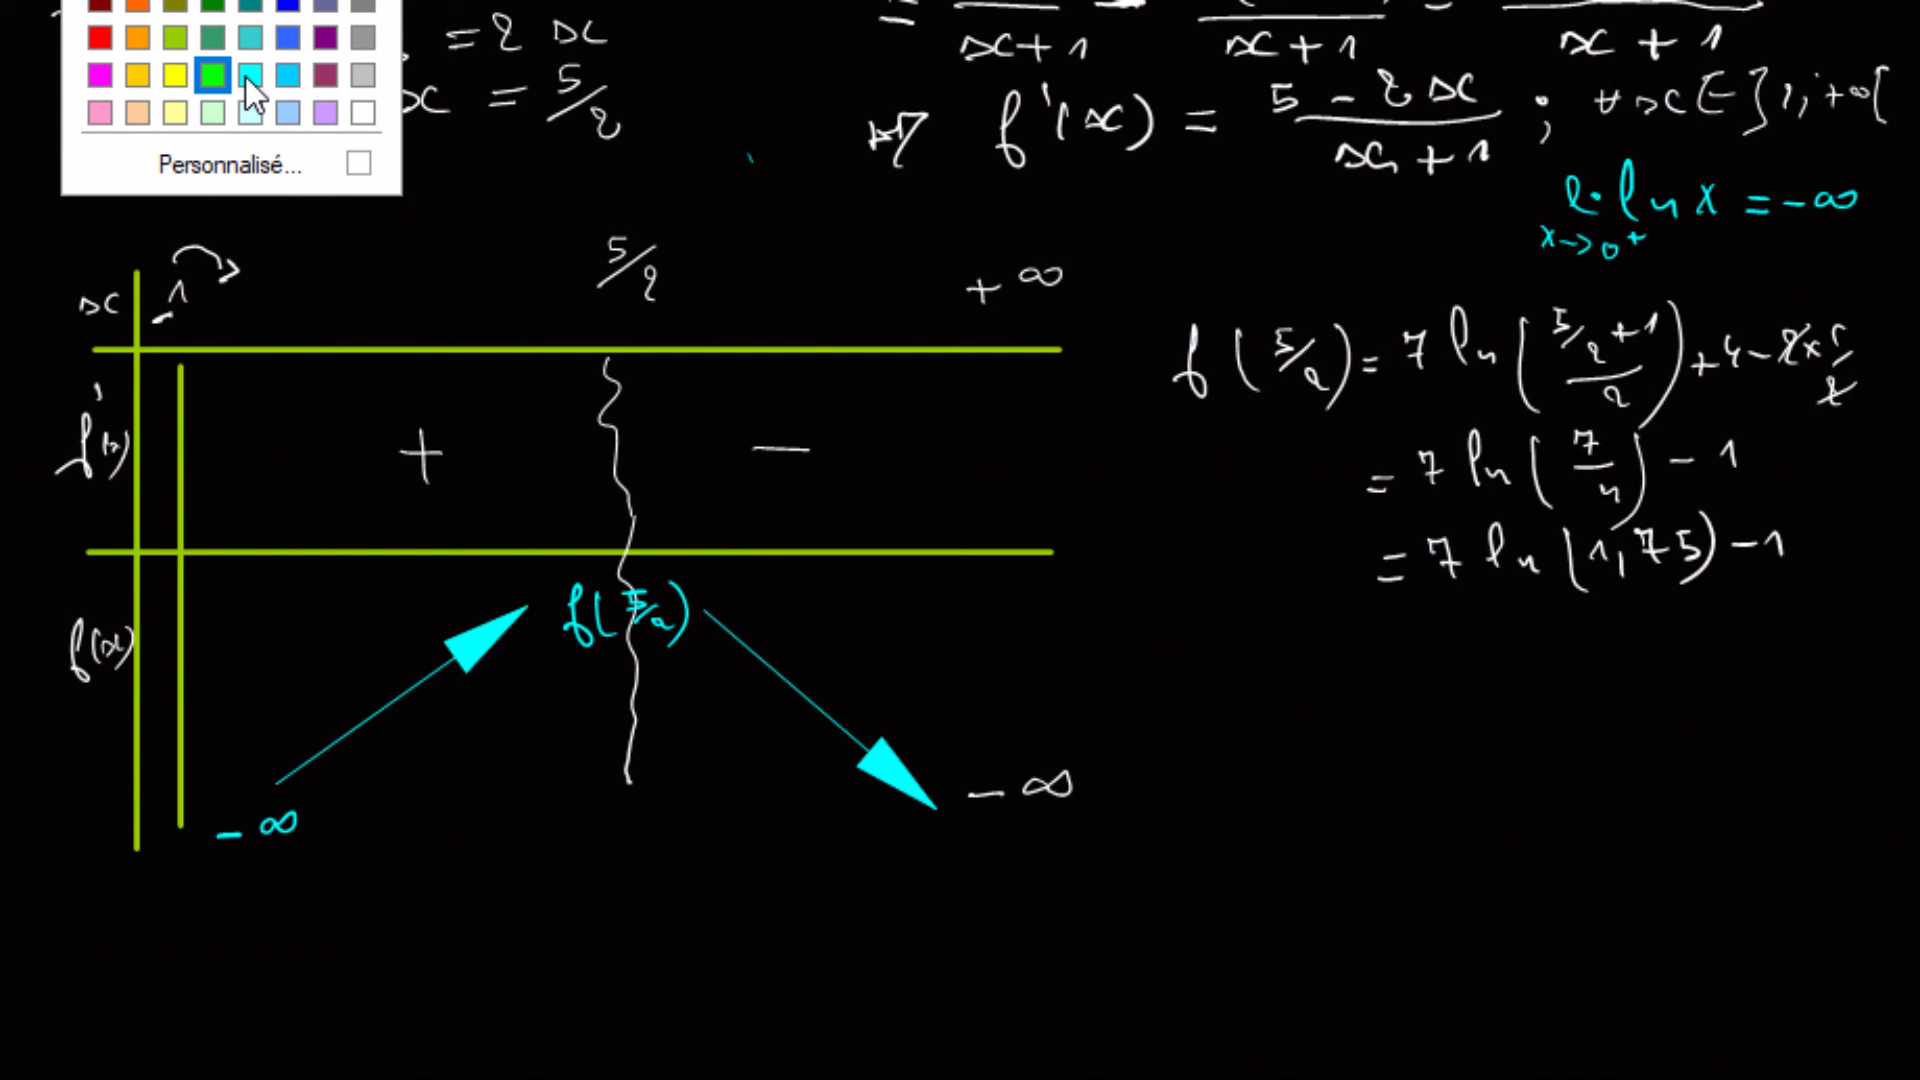 = 2 x
x = 5/2
=
x+1
x+1
x + 1
Personnalisé...
=> f'(x) = (5 - 2x)/(x + 1) ; ∀ x ∈ ]1; +∞[
l. ln x = -∞
x->0+
x
-1
5/2
+ ∞
f(5/2) = 7 ln((5/2 + 1)/2) + 4 - 2×5/2
f'(x)
+
-
= 7 ln(7/4) - 1
= 7 ln(1,75) - 1
f(x)
f(5/2)
- ∞
- ∞